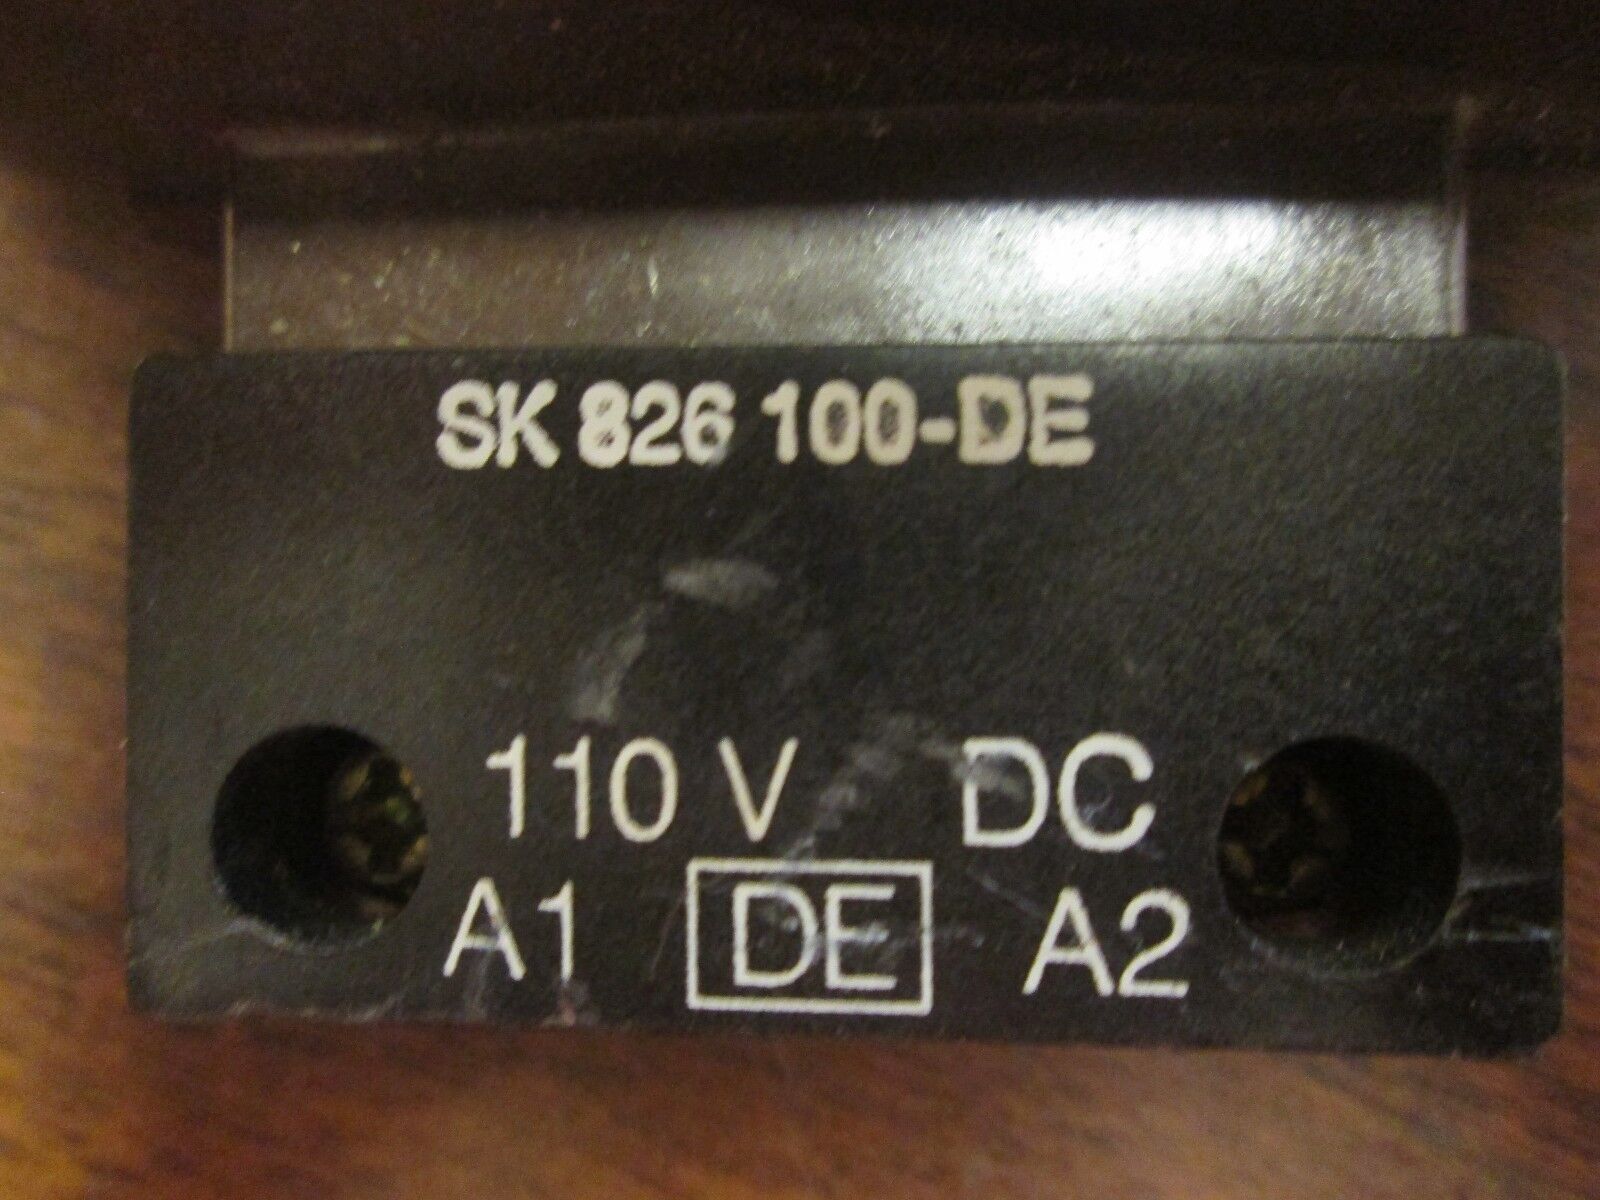 SK 826 100-DE
110 V DC
A1 DE A2